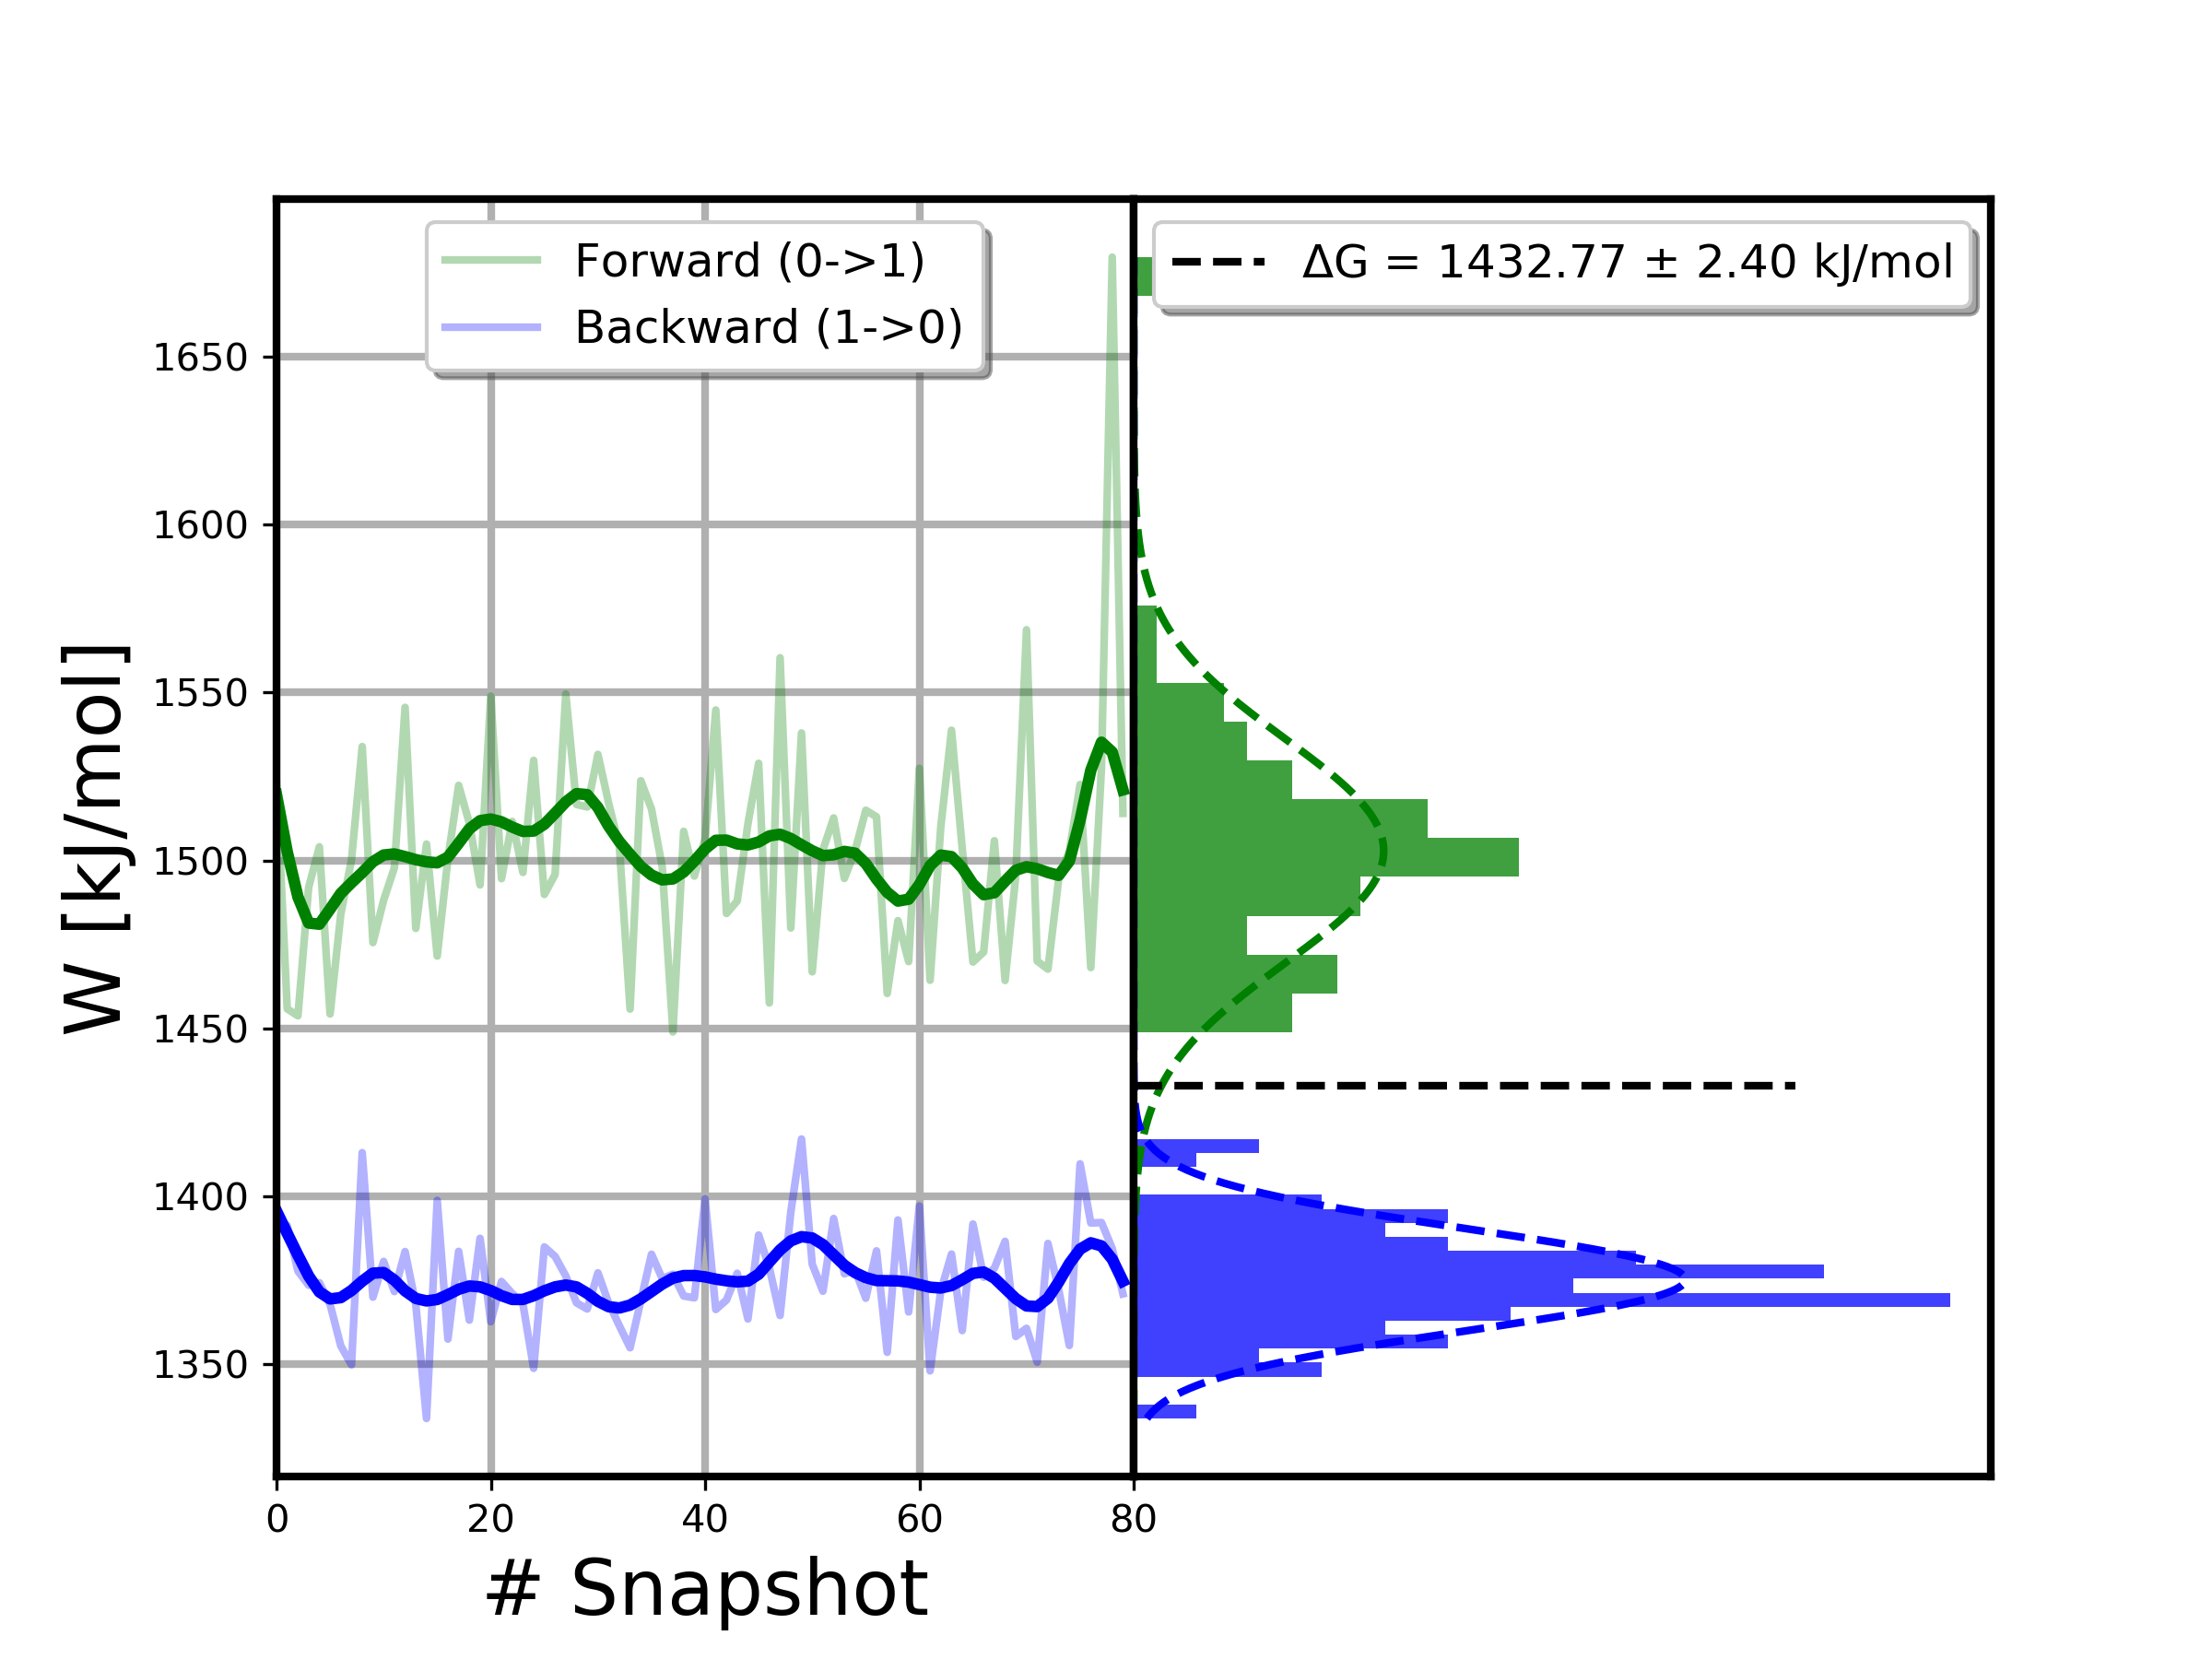 Forward (0->1)
Backward (1->0)
ΔG = 1432.77 ± 2.40 kJ/mol
W [kJ/mol]
1650
1600
1550
1500
1450
1400
1350
0 20 40 60 80
# Snapshot